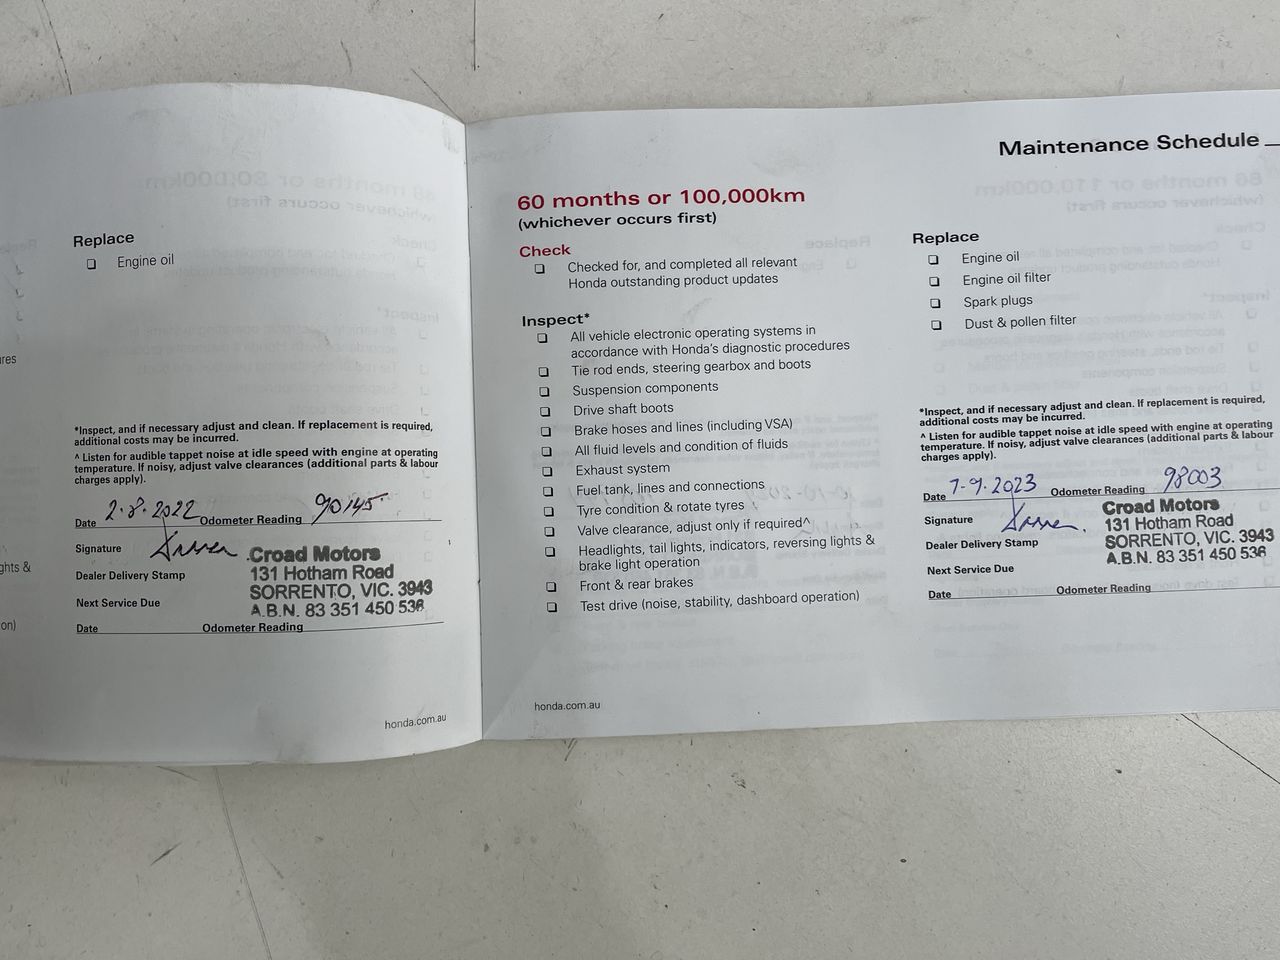 Replace
❏ Engine oil
ures
*Inspect, and if necessary adjust and clean. If replacement is required,
additional costs may be incurred.
^ Listen for audible tappet noise at idle speed with engine at operating
temperature. If noisy, adjust valve clearances (additional parts & labour
charges apply).
Date 2-8-2022 Odometer Reading 90145
Signature
ghts &
Dealer Delivery Stamp
Croad Motors
131 Hotham Road
SORRENTO, VIC. 3943
A.B.N. 83 351 450 536
Next Service Due
on)
Date Odometer Reading
honda.com.au
Maintenance Schedule
60 months or 100,000km
(whichever occurs first)
Check
❏ Checked for, and completed all relevant
Honda outstanding product updates
Inspect*
❏ All vehicle electronic operating systems in
accordance with Honda's diagnostic procedures
❏ Tie rod ends, steering gearbox and boots
❏ Suspension components
❏ Drive shaft boots
❏ Brake hoses and lines (including VSA)
❏ All fluid levels and condition of fluids
❏ Exhaust system
❏ Fuel tank, lines and connections
❏ Tyre condition & rotate tyres
❏ Valve clearance, adjust only if required^
❏ Headlights, tail lights, indicators, reversing lights &
brake light operation
❏ Front & rear brakes
❏ Test drive (noise, stability, dashboard operation)
honda.com.au
Replace
❏ Engine oil
❏ Engine oil filter
❏ Spark plugs
❏ Dust & pollen filter
*Inspect, and if necessary adjust and clean. If replacement is required,
additional costs may be incurred.
^ Listen for audible tappet noise at idle speed with engine at operating
temperature. If noisy, adjust valve clearances (additional parts & labour
charges apply).
Date 7-9-2023 Odometer Reading 98003
Signature
Dealer Delivery Stamp
Croad Motors
131 Hotham Road
SORRENTO, VIC. 3943
A.B.N. 83 351 450 536
Next Service Due
Date Odometer Reading